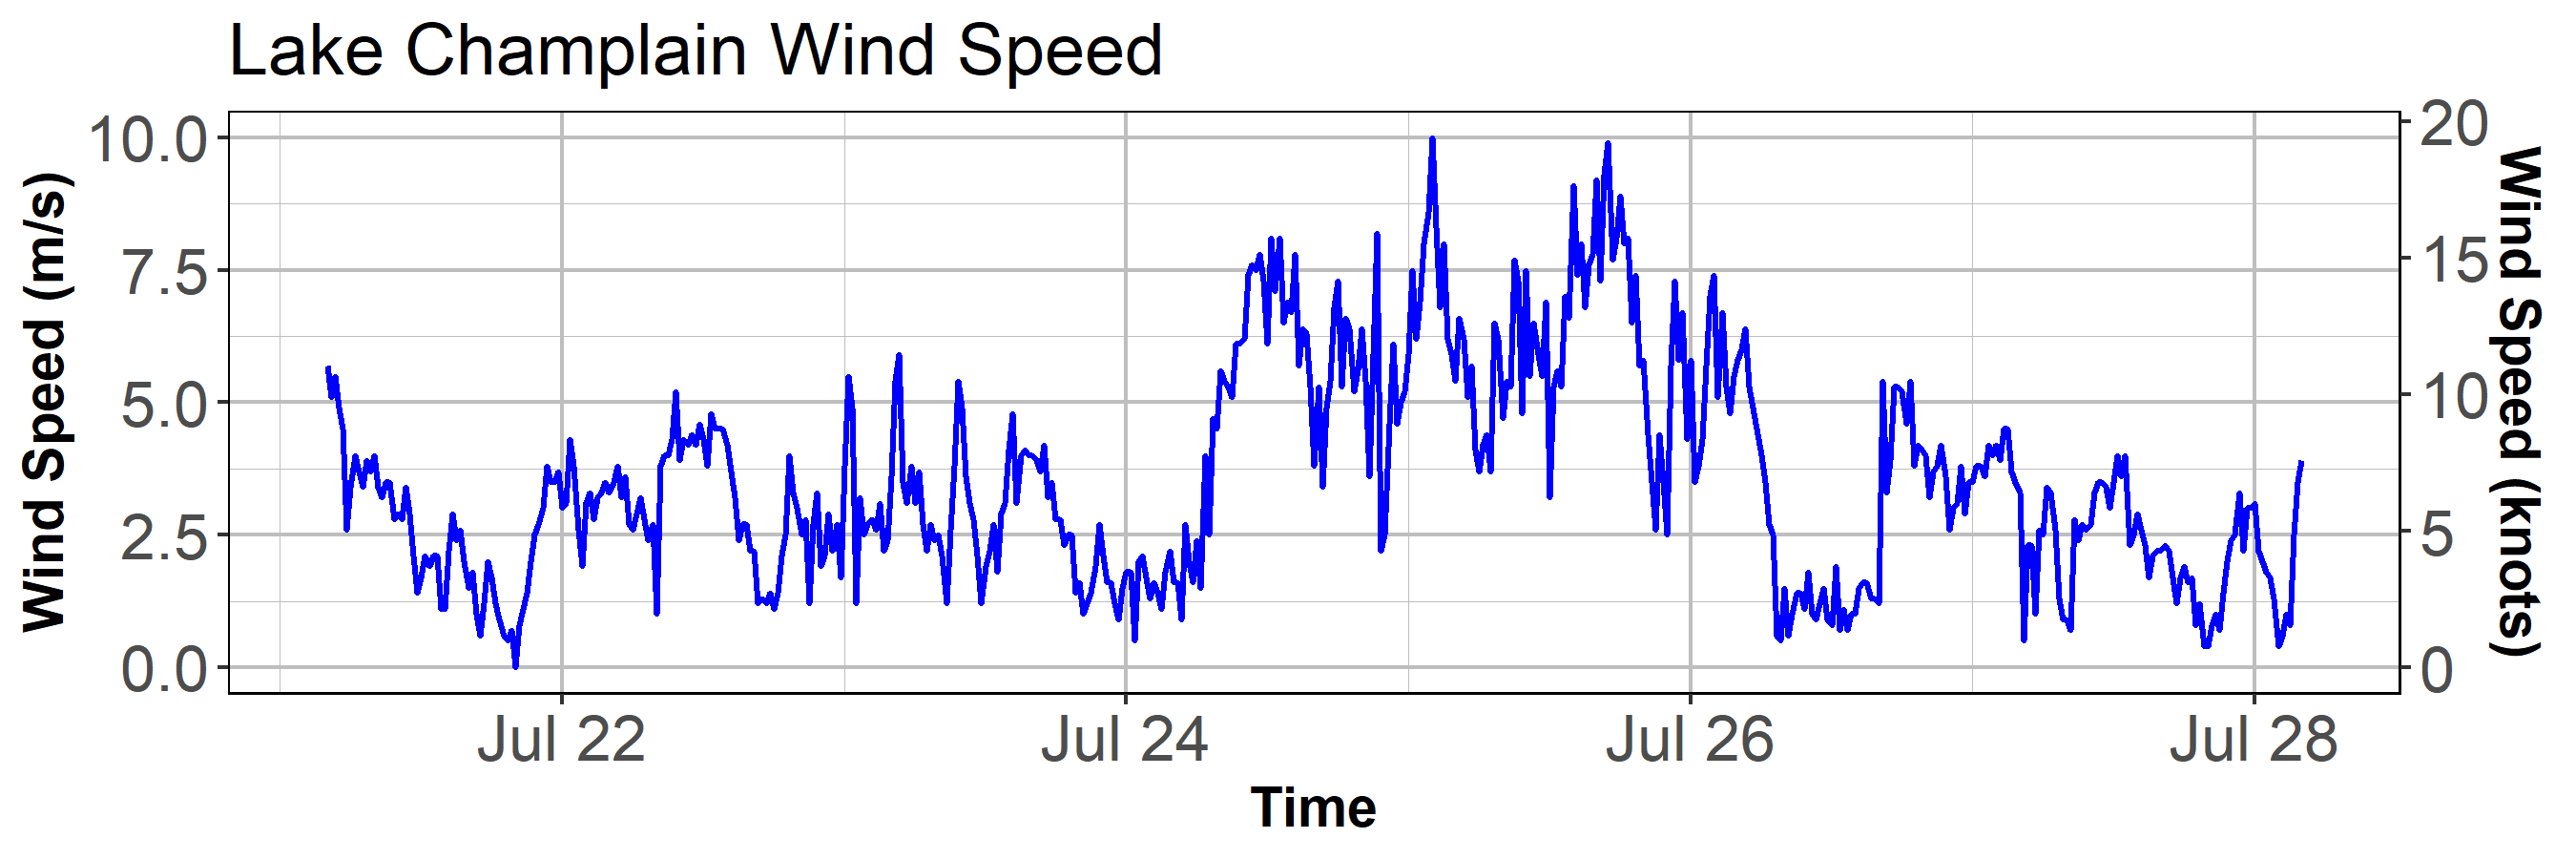 Lake Champlain Wind Speed
Wind Speed (m/s)
10.0
7.5
5.0
2.5
0.0
20
15
10
5
0
Wind Speed (knots)
Jul 22 Jul 24 Jul 26 Jul 28
Time